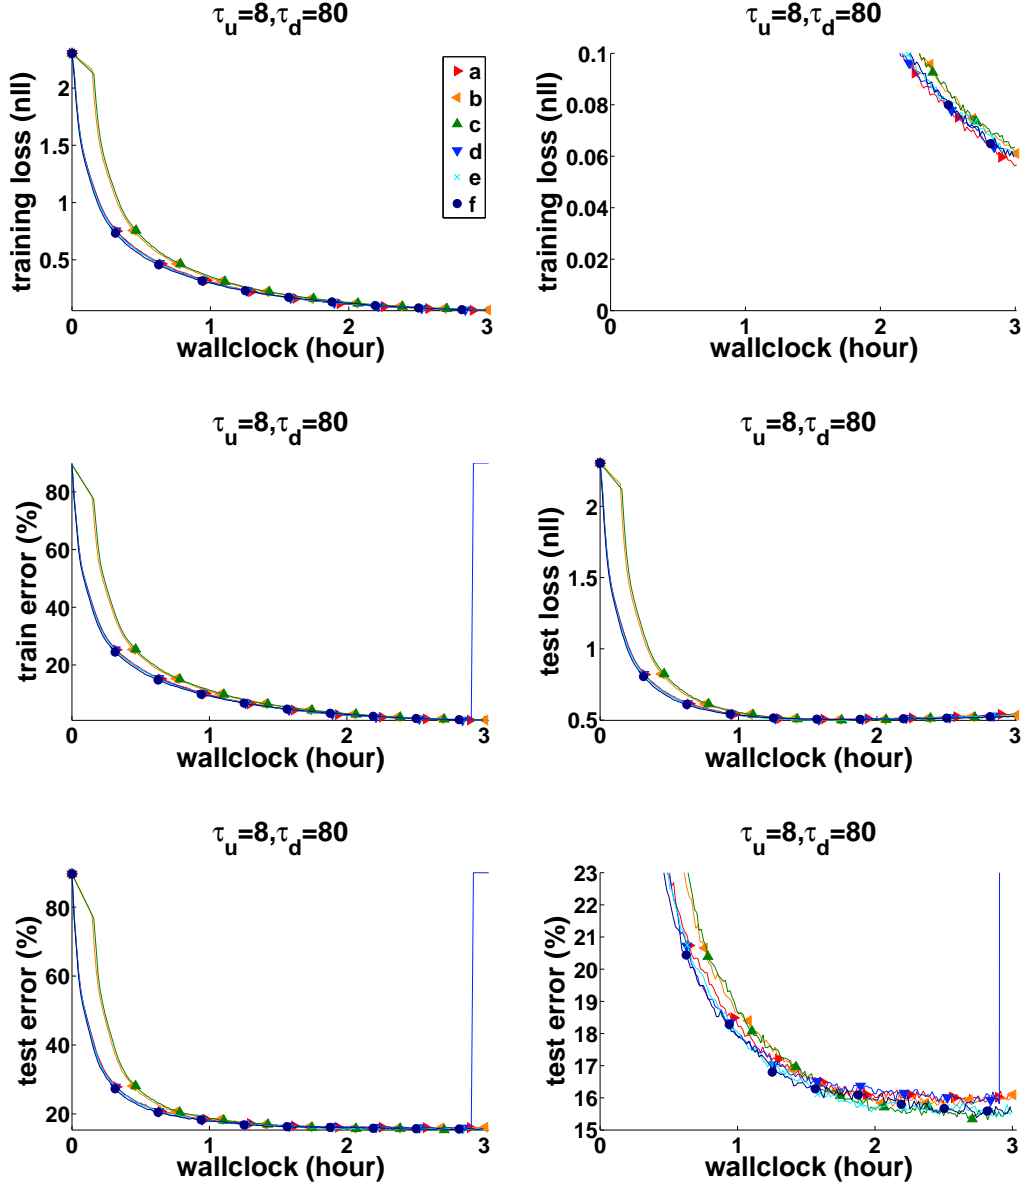 τu=8,τd=80
training loss (nll)
2
1.5
1
0.5
0 1 2 3
wallclock (hour)
a
b
c
d
e
f
τu=8,τd=80
training loss (nll)
0.1
0.08
0.06
0.04
0.02
0
0 1 2 3
wallclock (hour)
τu=8,τd=80
train error (%)
80
60
40
20
0 1 2 3
wallclock (hour)
τu=8,τd=80
test loss (nll)
2
1.5
1
0.5
0 1 2 3
wallclock (hour)
τu=8,τd=80
test error (%)
80
60
40
20
0 1 2 3
wallclock (hour)
τu=8,τd=80
test error (%)
23
22
21
20
19
18
17
16
15
0 1 2 3
wallclock (hour)